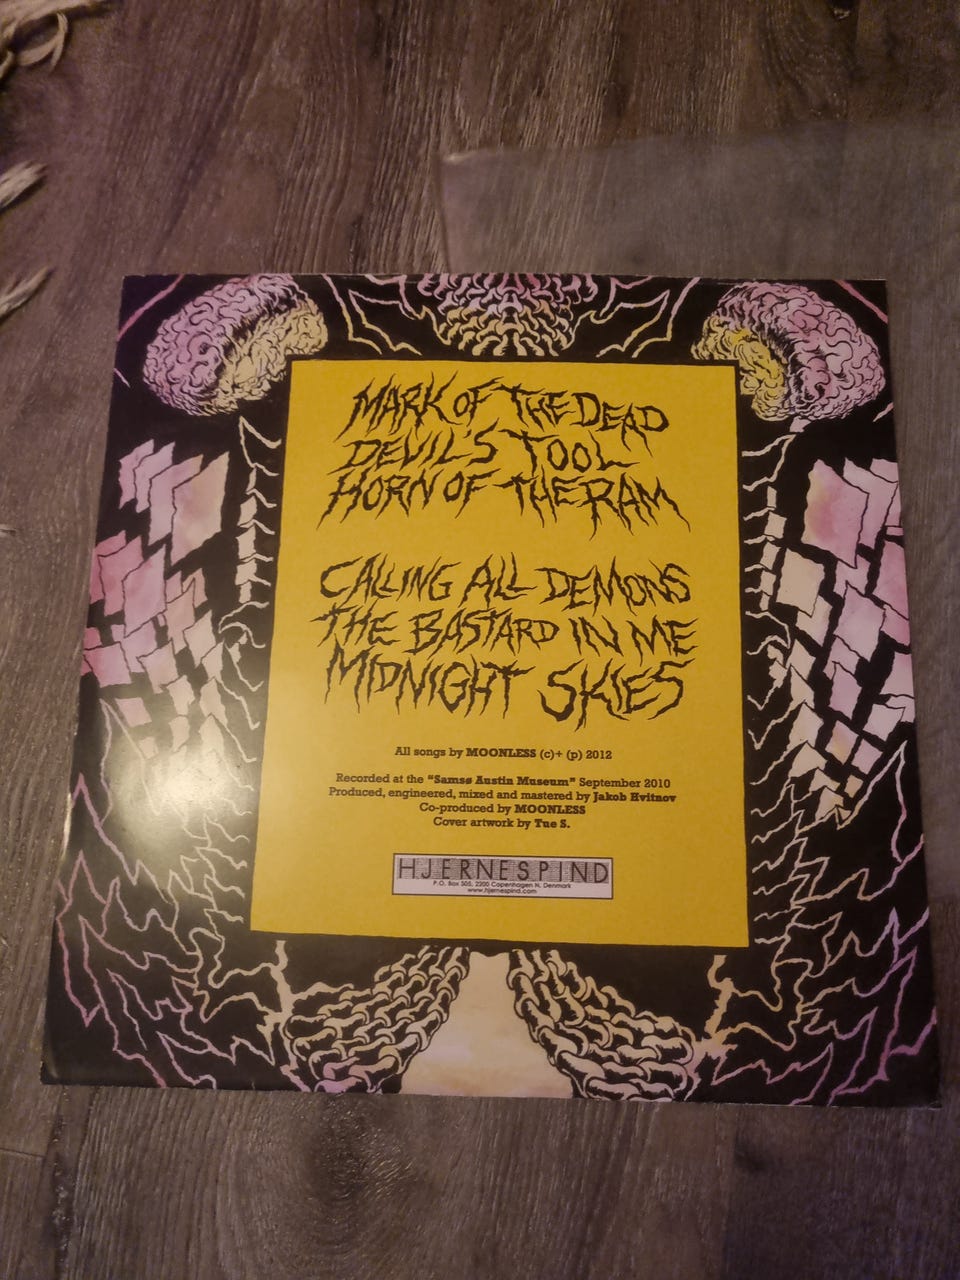 MARK OF THE DEAD
DEVIL'S TOOL
HORN OF THE RAM
CALLING ALL DEMONS
THE BASTARD IN ME
MIDNIGHT SKIES
All songs by MOONLESS (c)+ (p) 2012
Recorded at the "Samsø Austin Museum" September 2010
Produced, engineered, mixed and mastered by Jakob Hvitnov
Co-produced by MOONLESS
Cover artwork by Tue S.
HJERNESPIND
P.O. Box 505, 2200 Copenhagen N, Denmark
www.hjernespind.com